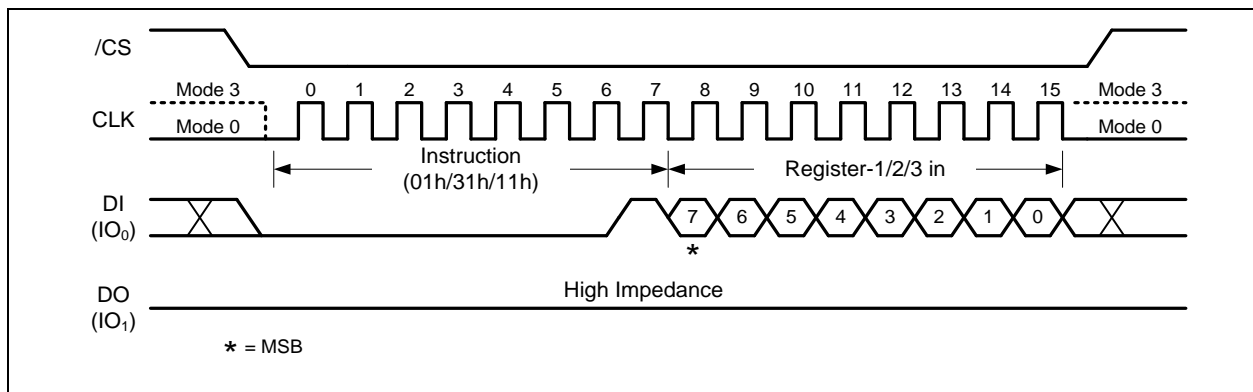 /CS
Mode 3 0 1 2 3 4 5 6 7 8 9 10 11 12 13 14 15 Mode 3
CLK
Mode 0 Mode 0
Instruction
(01h/31h/11h)
Register-1/2/3 in
DI
(IO₀)
7 6 5 4 3 2 1 0
*
High Impedance
DO
(IO₁)
* = MSB